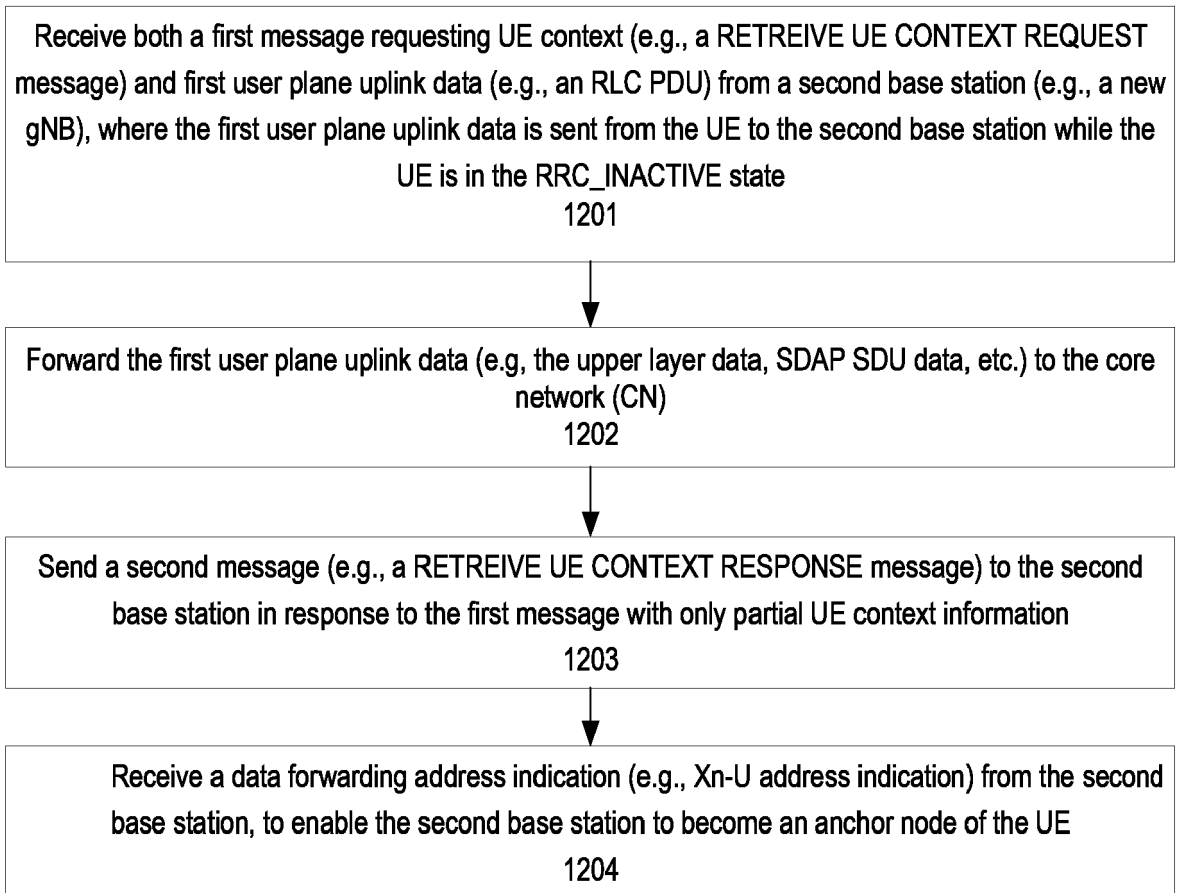 Receive both a first message requesting UE context (e.g., a RETREIVE UE CONTEXT REQUEST
message) and first user plane uplink data (e.g., an RLC PDU) from a second base station (e.g., a new
gNB), where the first user plane uplink data is sent from the UE to the second base station while the
UE is in the RRC_INACTIVE state
1201
Forward the first user plane uplink data (e.g, the upper layer data, SDAP SDU data, etc.) to the core
network (CN)
1202
Send a second message (e.g., a RETREIVE UE CONTEXT RESPONSE message) to the second
base station in response to the first message with only partial UE context information
1203
Receive a data forwarding address indication (e.g., Xn-U address indication) from the second
base station, to enable the second base station to become an anchor node of the UE
1204